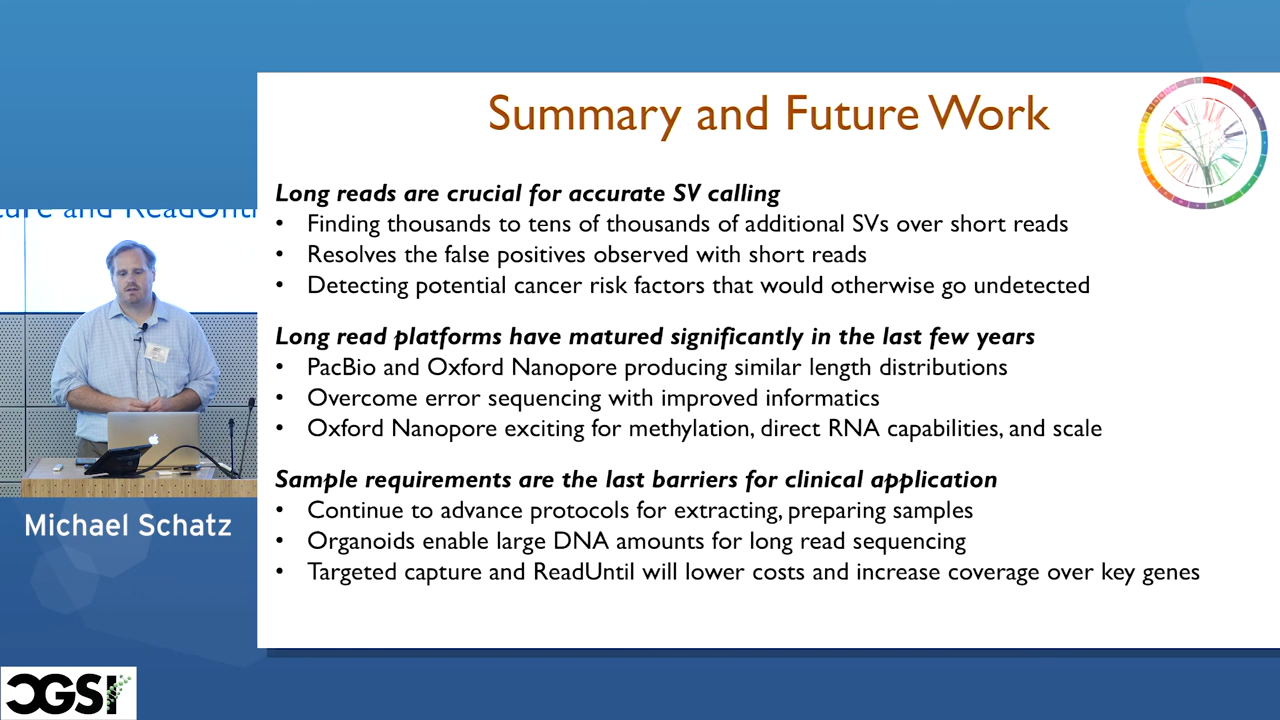 Summary and Future Work
Long reads are crucial for accurate SV calling
• Finding thousands to tens of thousands of additional SVs over short reads
• Resolves the false positives observed with short reads
• Detecting potential cancer risk factors that would otherwise go undetected
Long read platforms have matured significantly in the last few years
• PacBio and Oxford Nanopore producing similar length distributions
• Overcome error sequencing with improved informatics
• Oxford Nanopore exciting for methylation, direct RNA capabilities, and scale
Sample requirements are the last barriers for clinical application
• Continue to advance protocols for extracting, preparing samples
• Organoids enable large DNA amounts for long read sequencing
• Targeted capture and ReadUntil will lower costs and increase coverage over key genes
and ReadUnti
Michael Schatz
CGSI